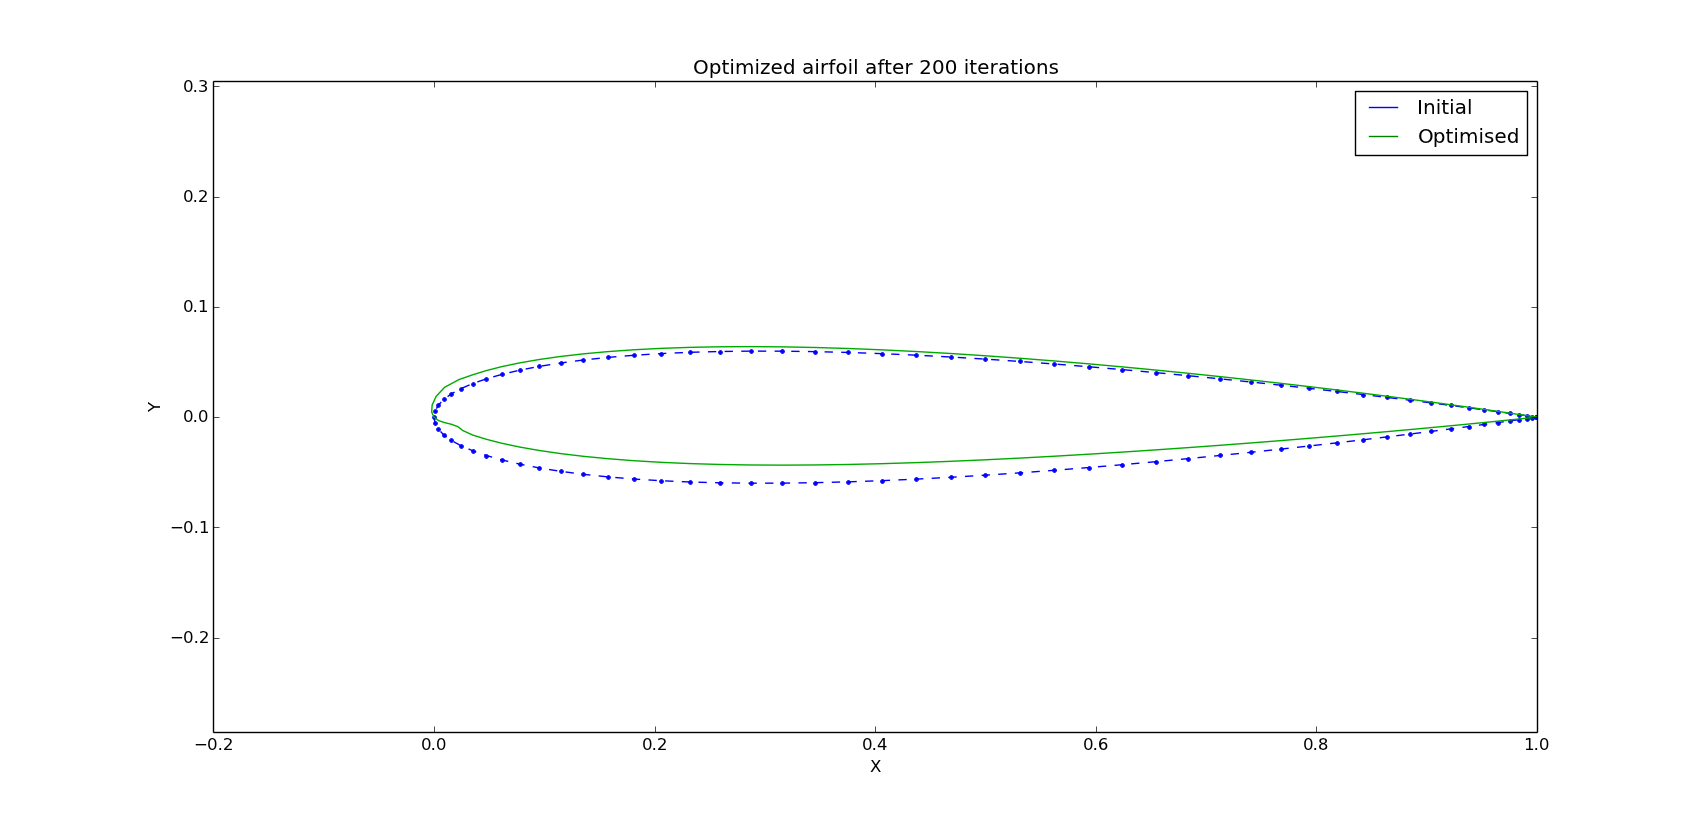 Optimized airfoil after 200 iterations
Initial
Optimised
0.3
0.2
0.1
0.0
−0.1
−0.2
Y
−0.2 0.0 0.2 0.4 0.6 0.8 1.0
X